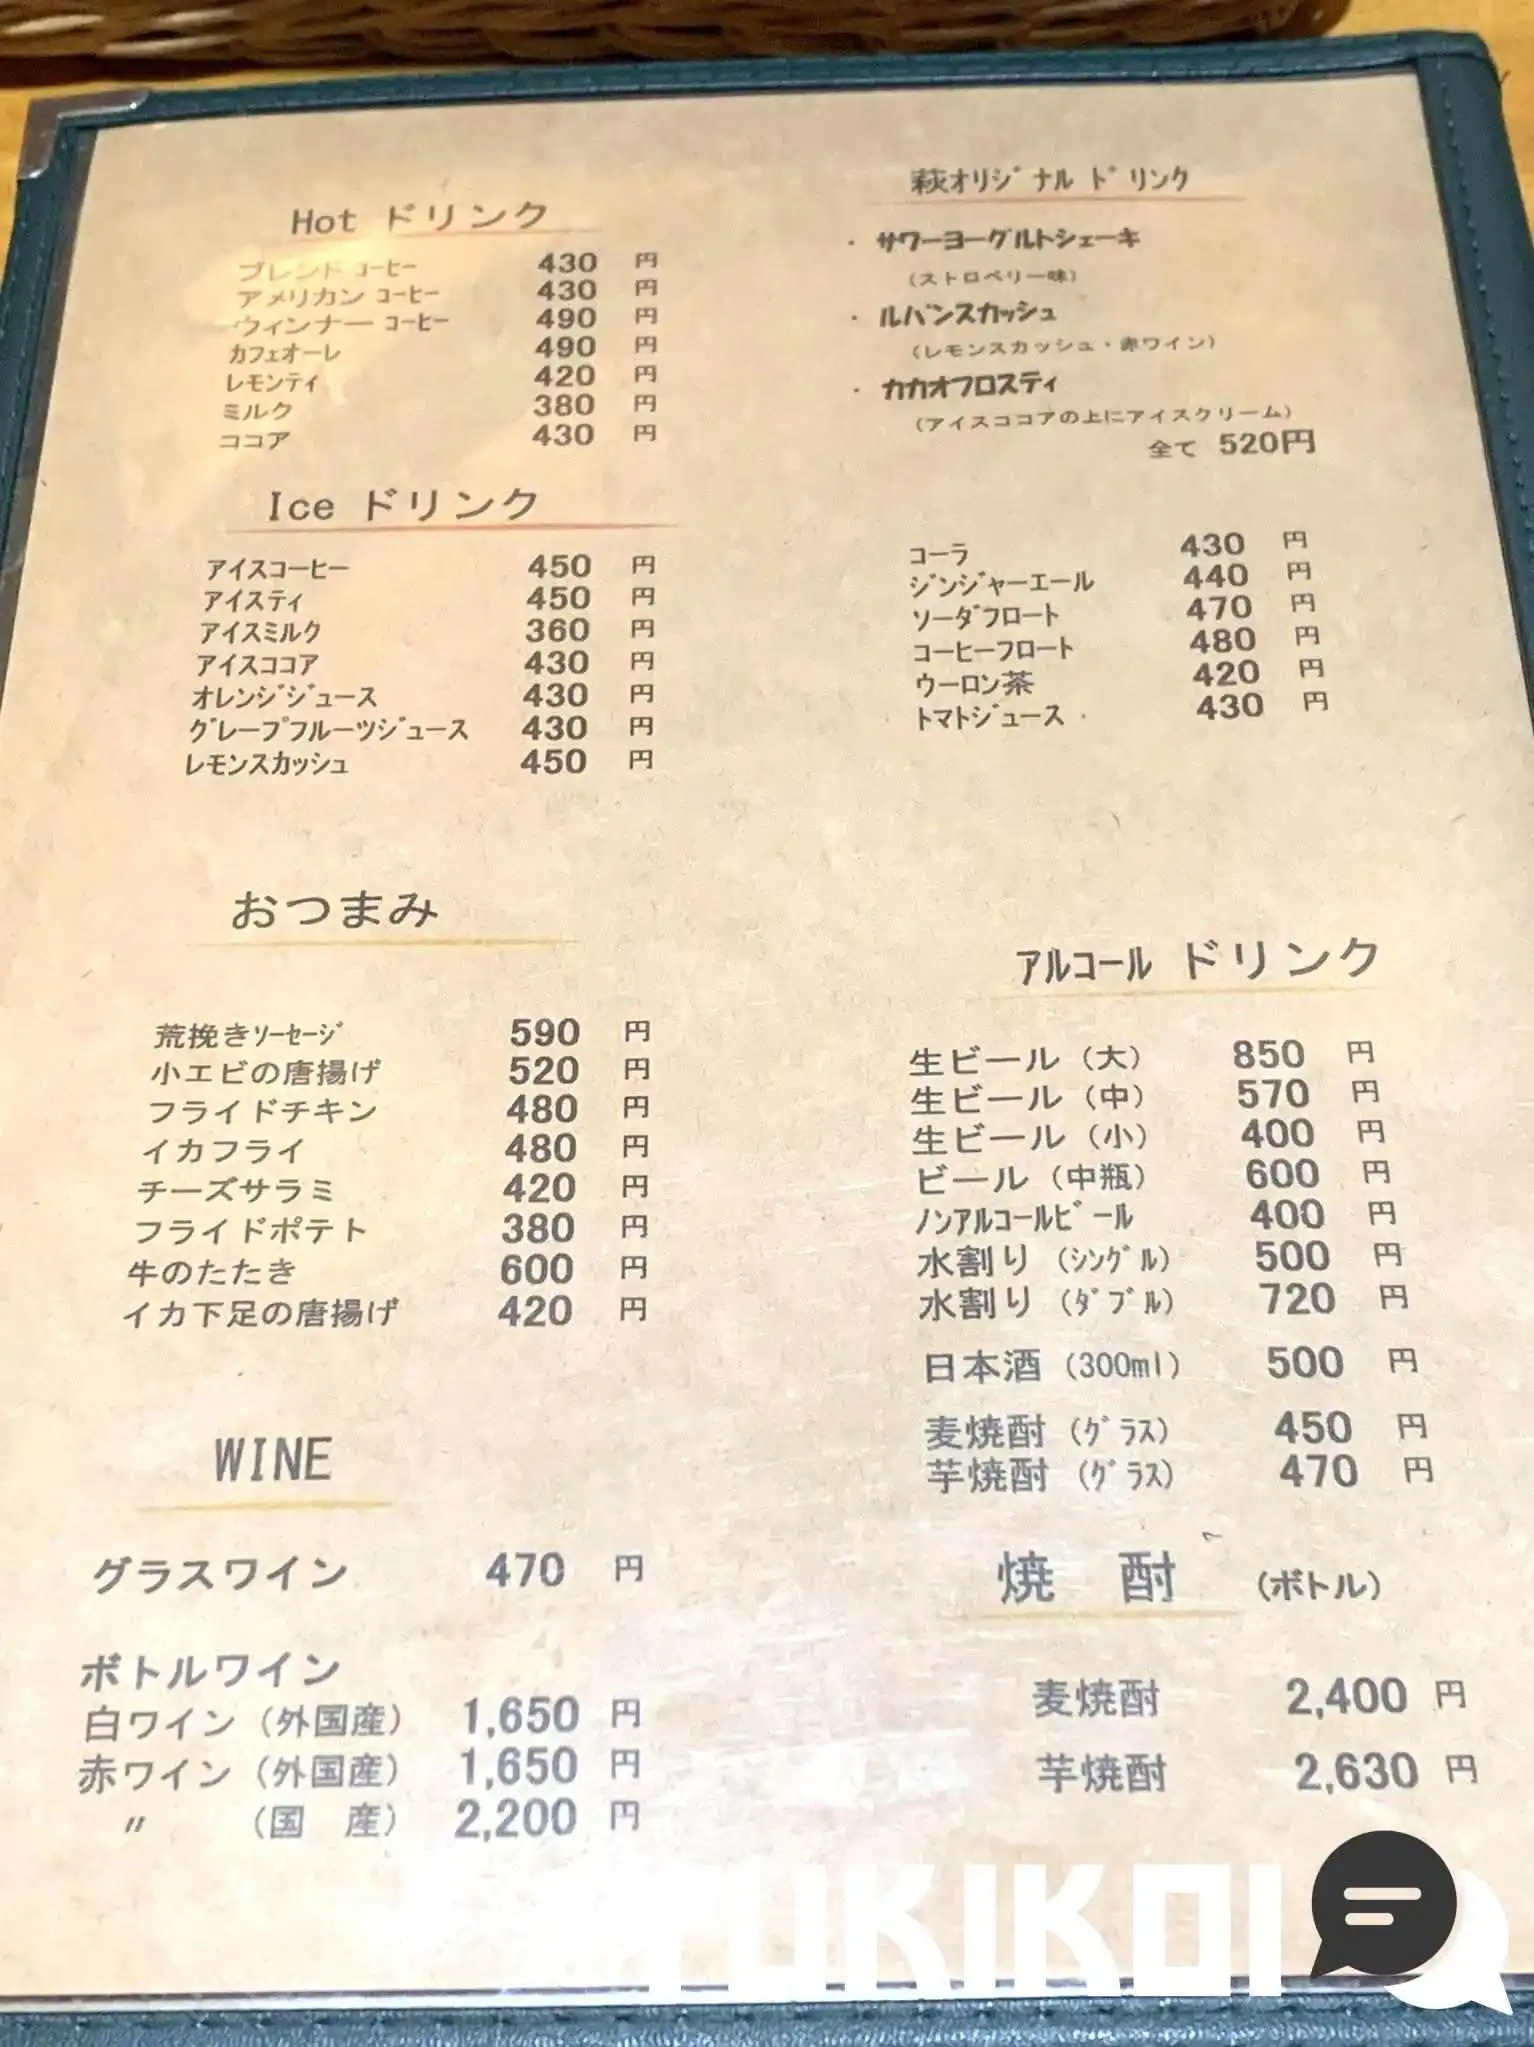 Hot ドリンク
ブレンドコーヒー 430 円
アメリカンコーヒー 430 円
ウィンナーコーヒー 490 円
カフェオーレ 490 円
レモンティ 420 円
ミルク 380 円
ココア 430 円
Ice ドリンク
アイスコーヒー 450 円
アイスティ 450 円
アイスミルク 360 円
アイスココア 430 円
オレンジジュース 430 円
グレープフルーツジュース 430 円
レモンスカッシュ 450 円
おつまみ
荒挽きソーセージ 590 円
小エビの唐揚げ 520 円
フライドチキン 480 円
イカフライ 480 円
チーズサラミ 420 円
フライドポテト 380 円
牛のたたき 600 円
イカ下足の唐揚げ 420 円
WINE
グラスワイン 470 円
ボトルワイン
白ワイン（外国産） 1,650 円
赤ワイン（外国産） 1,650 円
〃 （国 産） 2,200 円
萩オリジナル ドリンク
・サワーヨーグルトシェーキ
（ストロベリー味）
・ルバンスカッシュ
（レモンスカッシュ・赤ワイン）
・カカオフロスティ
（アイスココアの上にアイスクリーム）
全て 520円
コーラ 430 円
ジンジャーエール 440 円
ソーダフロート 470 円
コーヒーフロート 480 円
ウーロン茶 420 円
トマトジュース 430 円
アルコール ドリンク
生ビール（大） 850 円
生ビール（中） 570 円
生ビール（小） 400 円
ビール（中瓶） 600 円
ノンアルコールビール 400 円
水割り（シングル） 500 円
水割り（ダブル） 720 円
日本酒（300ml） 500 円
麦焼酎（グラス） 450 円
芋焼酎（グラス） 470 円
焼 酎 （ボトル）
麦焼酎 2,400 円
芋焼酎 2,630 円